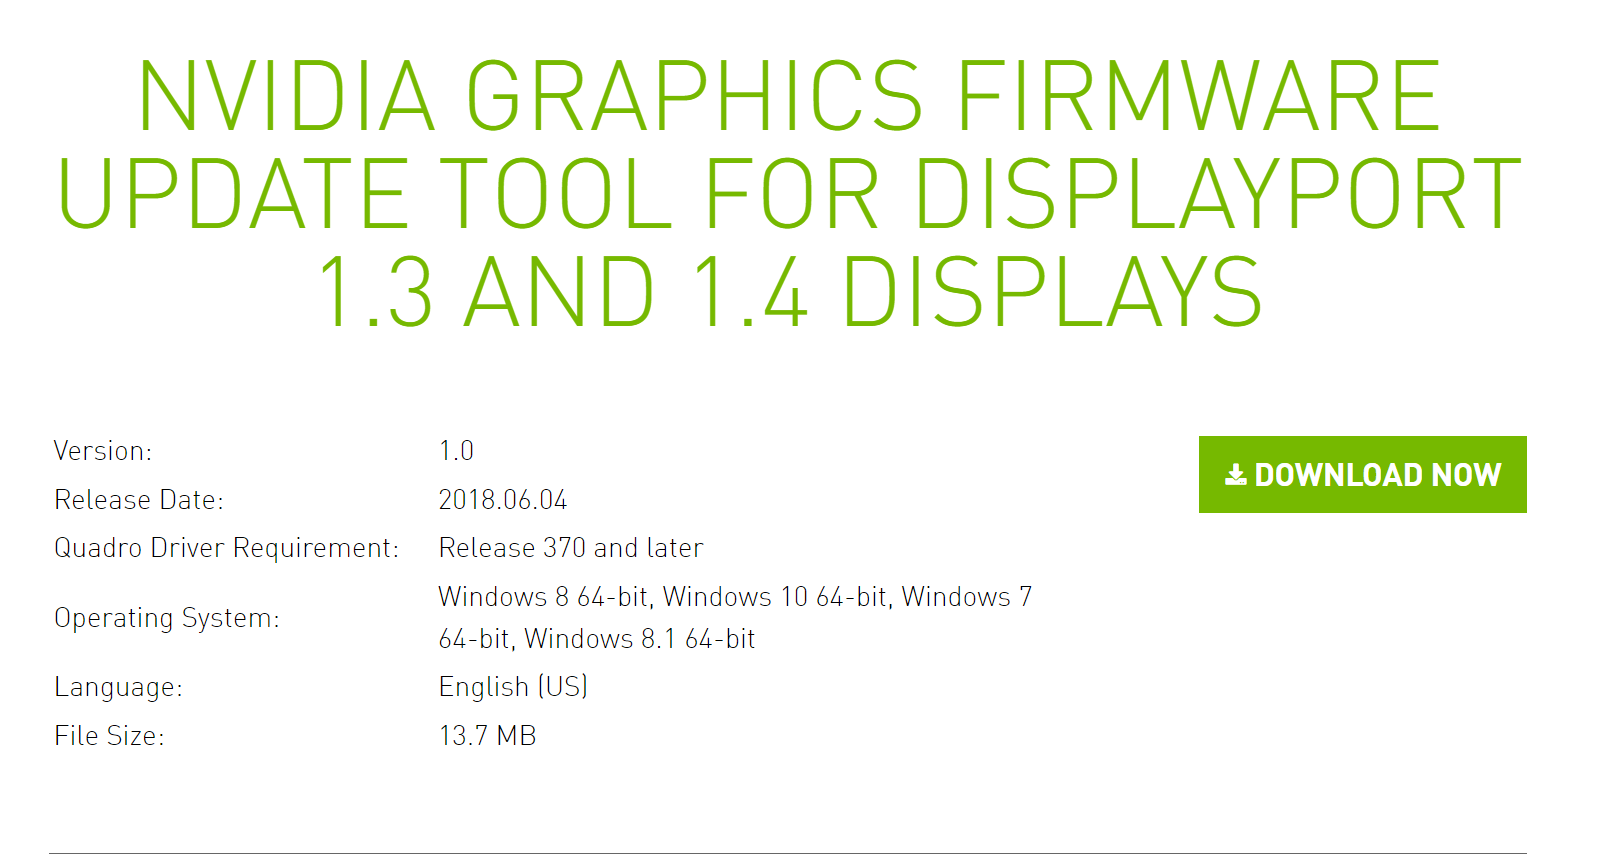 NVIDIA GRAPHICS FIRMWARE
UPDATE TOOL FOR DISPLAYPORT
1.3 AND 1.4 DISPLAYS
Version: 1.0
DOWNLOAD NOW
Release Date: 2018.06.04
Quadro Driver Requirement: Release 370 and later
Operating System: Windows 8 64-bit, Windows 10 64-bit, Windows 7
64-bit, Windows 8.1 64-bit
Language: English (US)
File Size: 13.7 MB